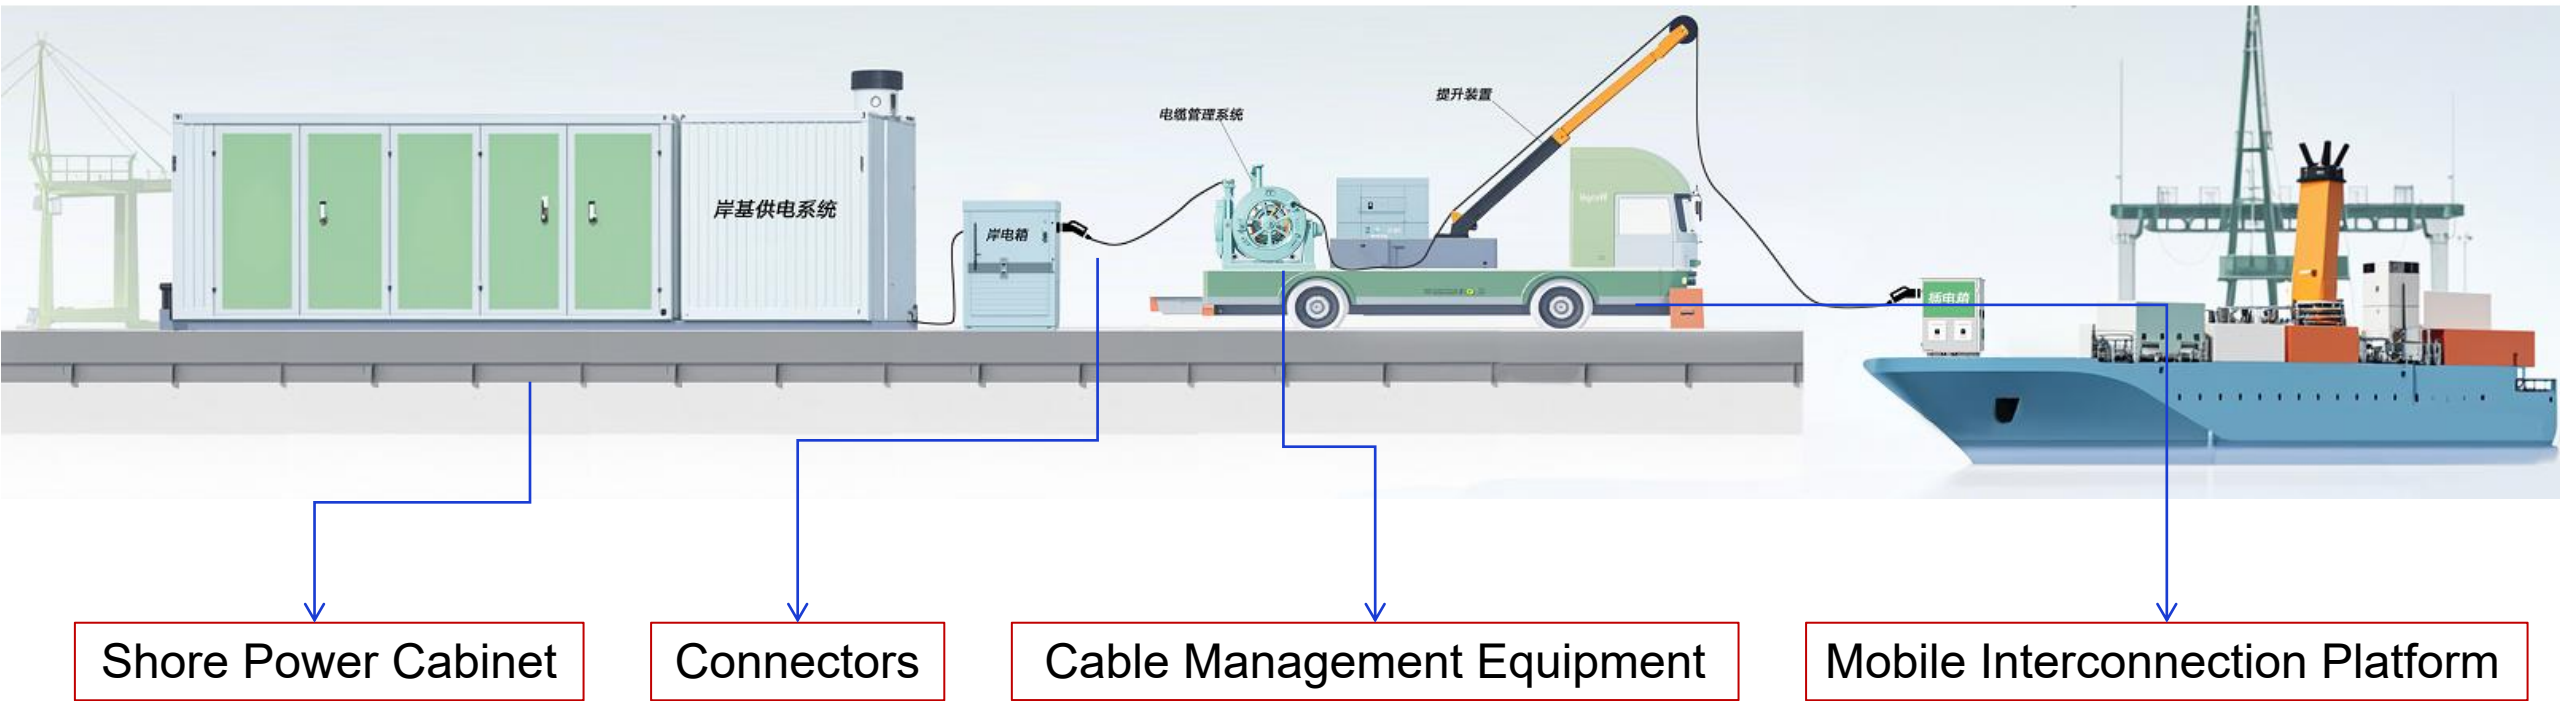 提升装置
电缆管理系统
岸基供电系统
岸电箱
插电箱
Shore Power Cabinet
Connectors
Cable Management Equipment
Mobile Interconnection Platform